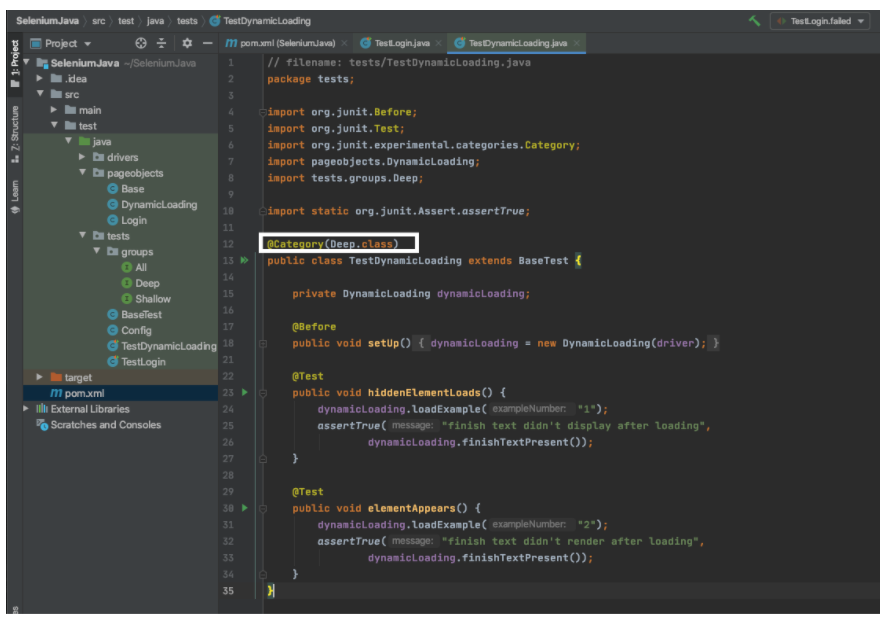 SeleniumJava > src > test > java > tests > TestDynamicLoading
TestLogin.failed
Project
pom.xml (SeleniumJava)
TestLogin.java
TestDynamicLoading.java
1: Project
7: Structure
Learn
SeleniumJava ~/SeleniumJava
.idea
src
main
test
java
drivers
pageobjects
Base
DynamicLoading
Login
tests
groups
All
Deep
Shallow
BaseTest
Config
TestDynamicLoading
TestLogin
target
pom.xml
External Libraries
Scratches and Consoles
1 // filename: tests/TestDynamicLoading.java
2 package tests;
3
4 import org.junit.Before;
5 import org.junit.Test;
6 import org.junit.experimental.categories.Category;
7 import pageobjects.DynamicLoading;
8 import tests.groups.Deep;
9
10 import static org.junit.Assert.assertTrue;
11
12 @Category(Deep.class)
13 public class TestDynamicLoading extends BaseTest {
14
15 private DynamicLoading dynamicLoading;
16
17 @Before
18 public void setUp() { dynamicLoading = new DynamicLoading(driver); }
21
22 @Test
23 public void hiddenElementLoads() {
24 dynamicLoading.loadExample( exampleNumber: "1");
25 assertTrue( message: "finish text didn't display after loading",
26 dynamicLoading.finishTextPresent());
27 }
28
29 @Test
30 public void elementAppears() {
31 dynamicLoading.loadExample( exampleNumber: "2");
32 assertTrue( message: "finish text didn't render after loading",
33 dynamicLoading.finishTextPresent());
34 }
35 }